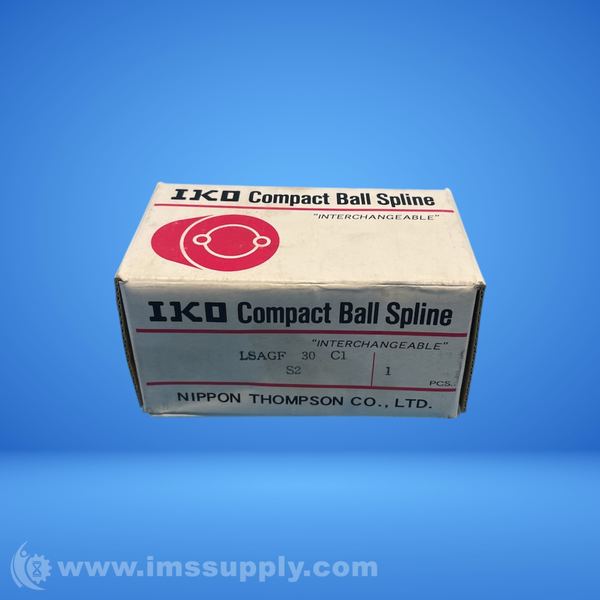 IKO Compact Ball Spline
"INTERCHANGEABLE"
IKO Compact Ball Spline
"INTERCHANGEABLE"
LSAGF 30 C1
S2
1
PCS.
NIPPON THOMPSON CO., LTD.
www.imssupply.com